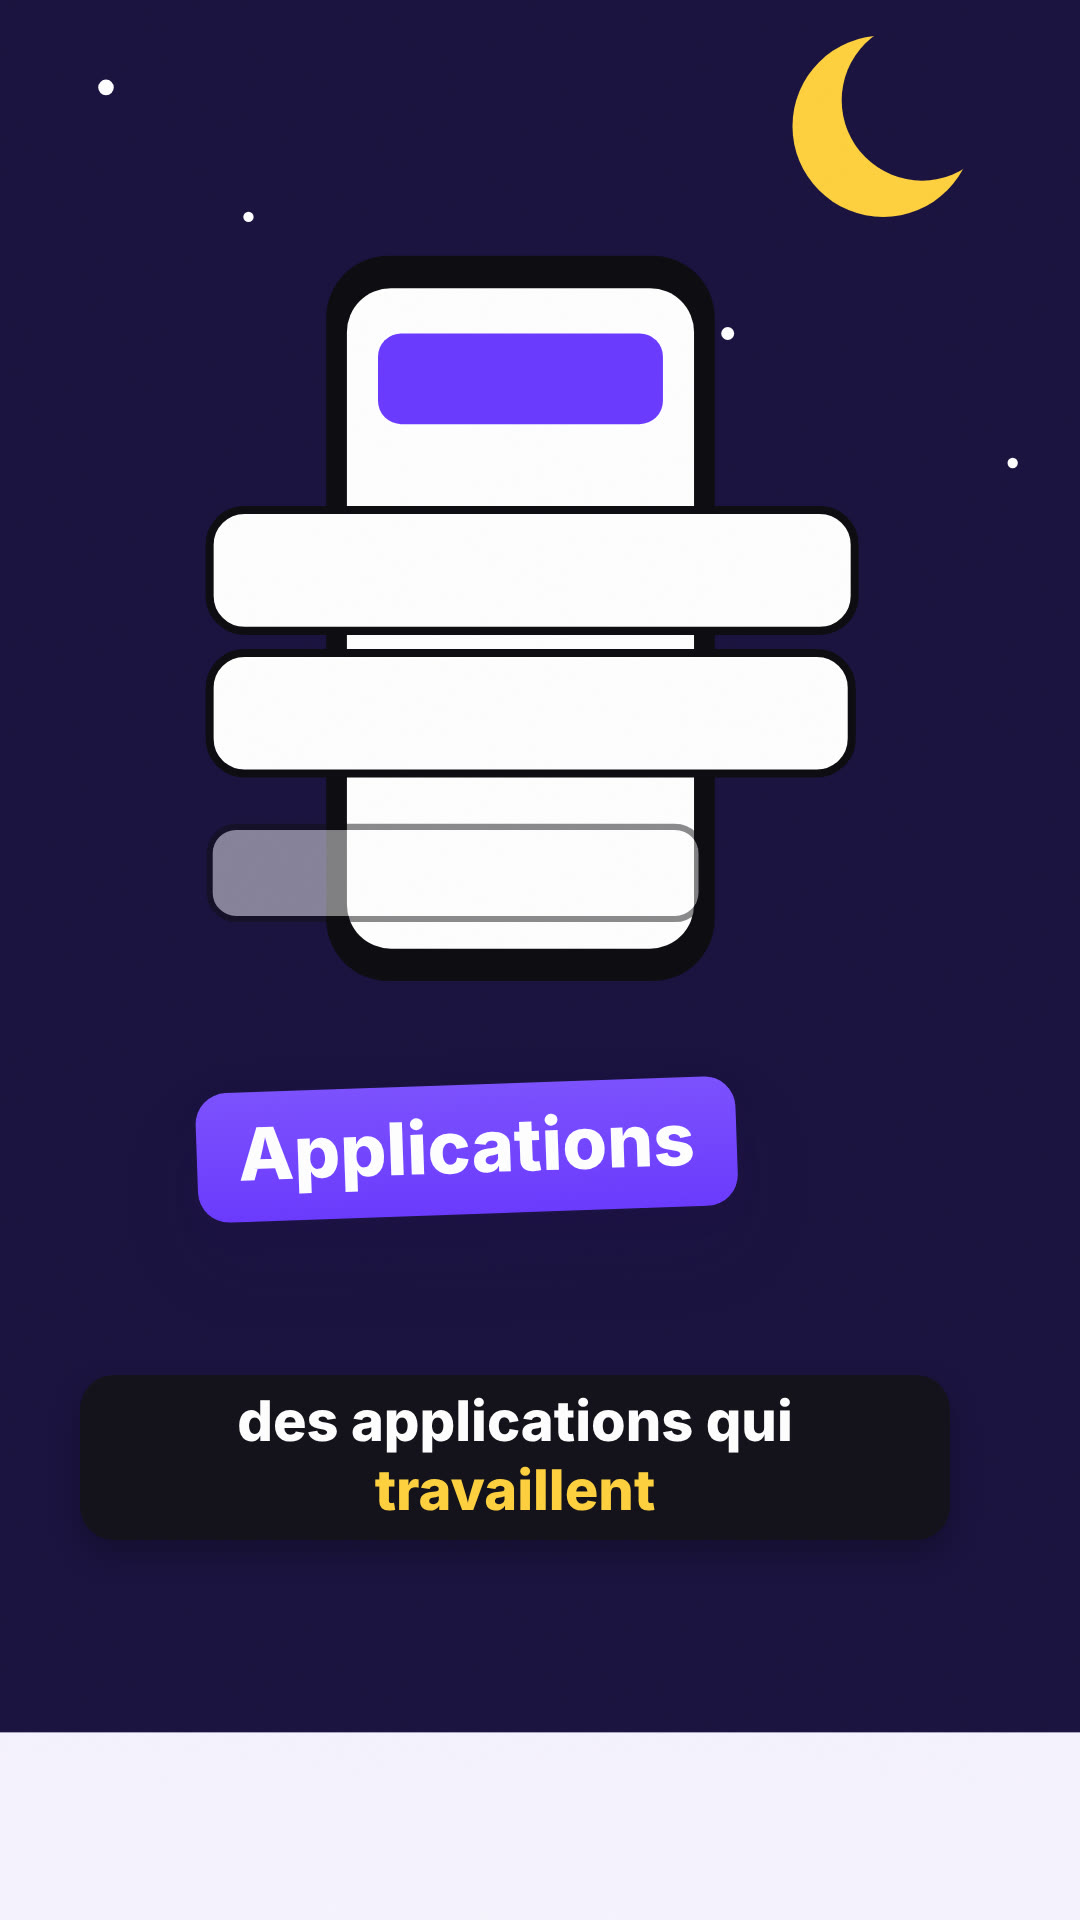 Applications
des applications qui
travaillent